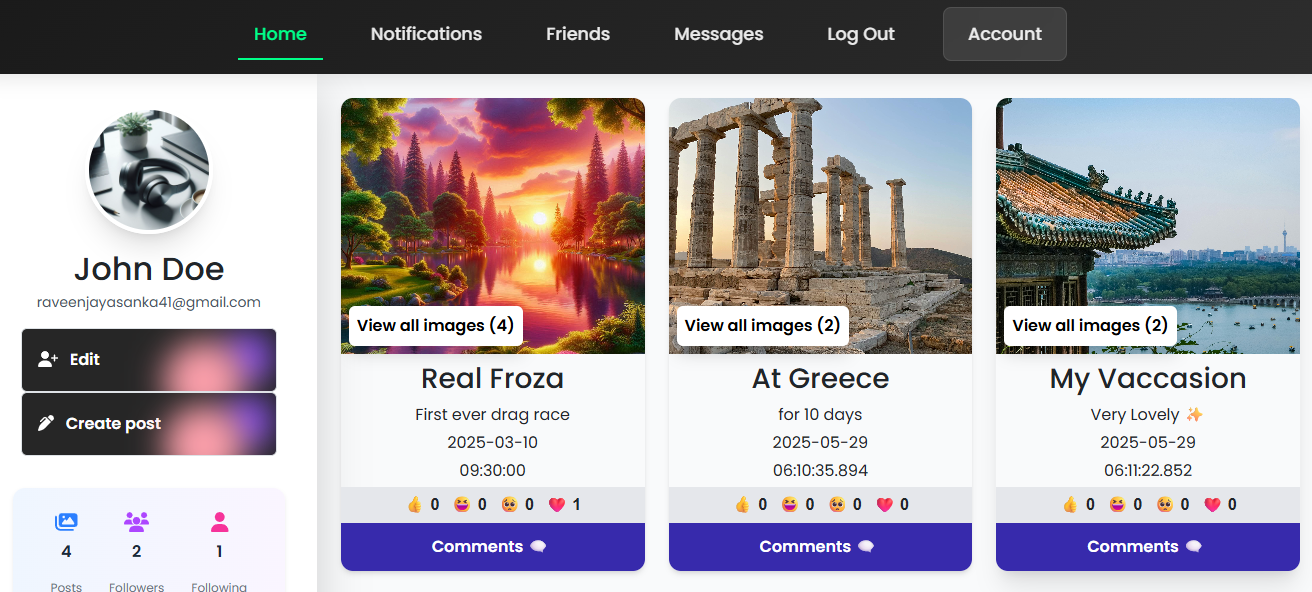 Home Notifications Friends Messages Log Out Account
John Doe
raveenjayasanka41@gmail.com
Edit
Create post
4 2 1
Posts Followers Following
View all images (4)
Real Froza
First ever drag race
2025-03-10
09:30:00
👍 0 😆 0 🥺 0 ❤️ 1
Comments 💬
View all images (2)
At Greece
for 10 days
2025-05-29
06:10:35.894
👍 0 😆 0 🥺 0 ❤️ 0
Comments 💬
View all images (2)
My Vaccasion
Very Lovely ✨
2025-05-29
06:11:22.852
👍 0 😆 0 🥺 0 ❤️ 0
Comments 💬